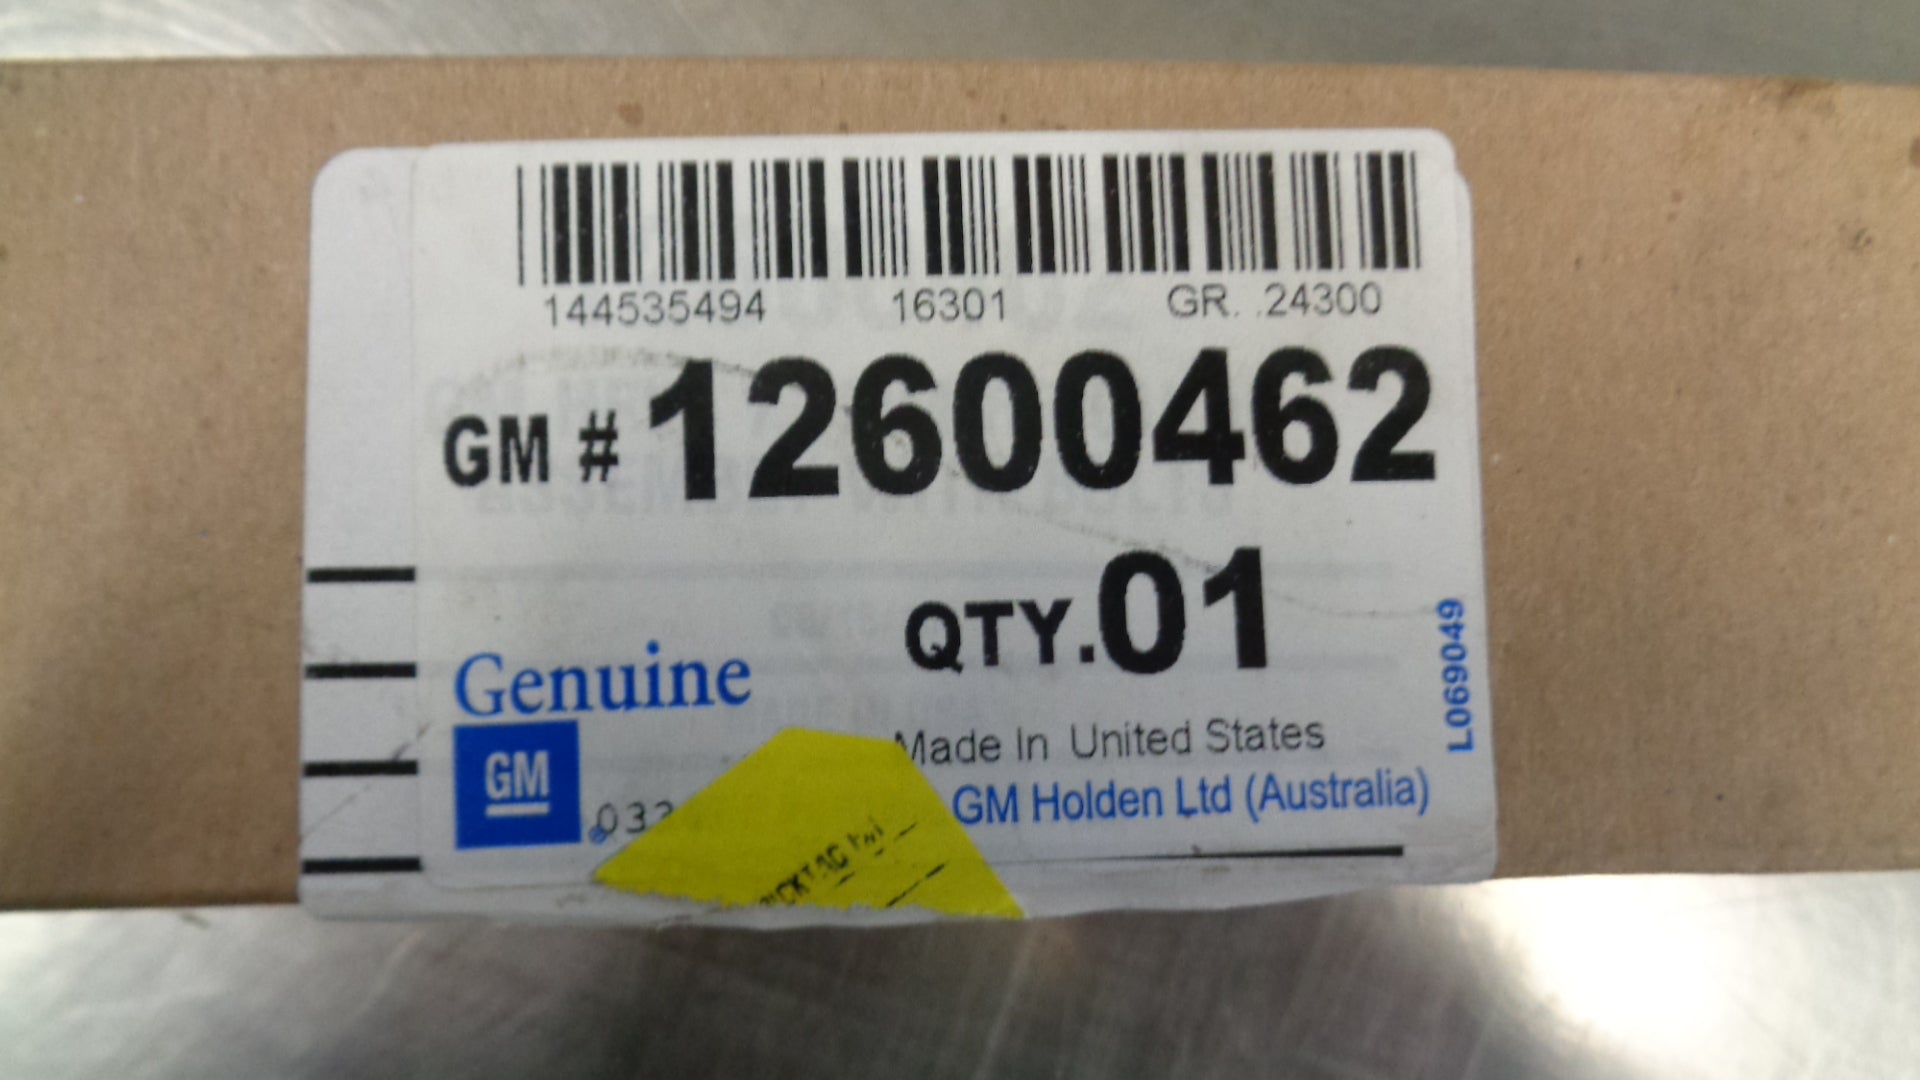 144535494 16301 GR. .24300
GM # 12600462
QTY.01
Genuine
L069049
Made In United States
GM
GM Holden Ltd (Australia)